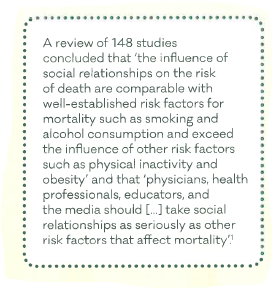 A review of 148 studies
concluded that ‘the influence of
social relationships on the risk
of death are comparable with
well-established risk factors for
mortality such as smoking and
alcohol consumption and exceed
the influence of other risk factors
such as physical inactivity and
obesity’ and that ‘physicians, health
professionals, educators, and
the media should [...] take social
relationships as seriously as other
risk factors that affect mortality’.¹